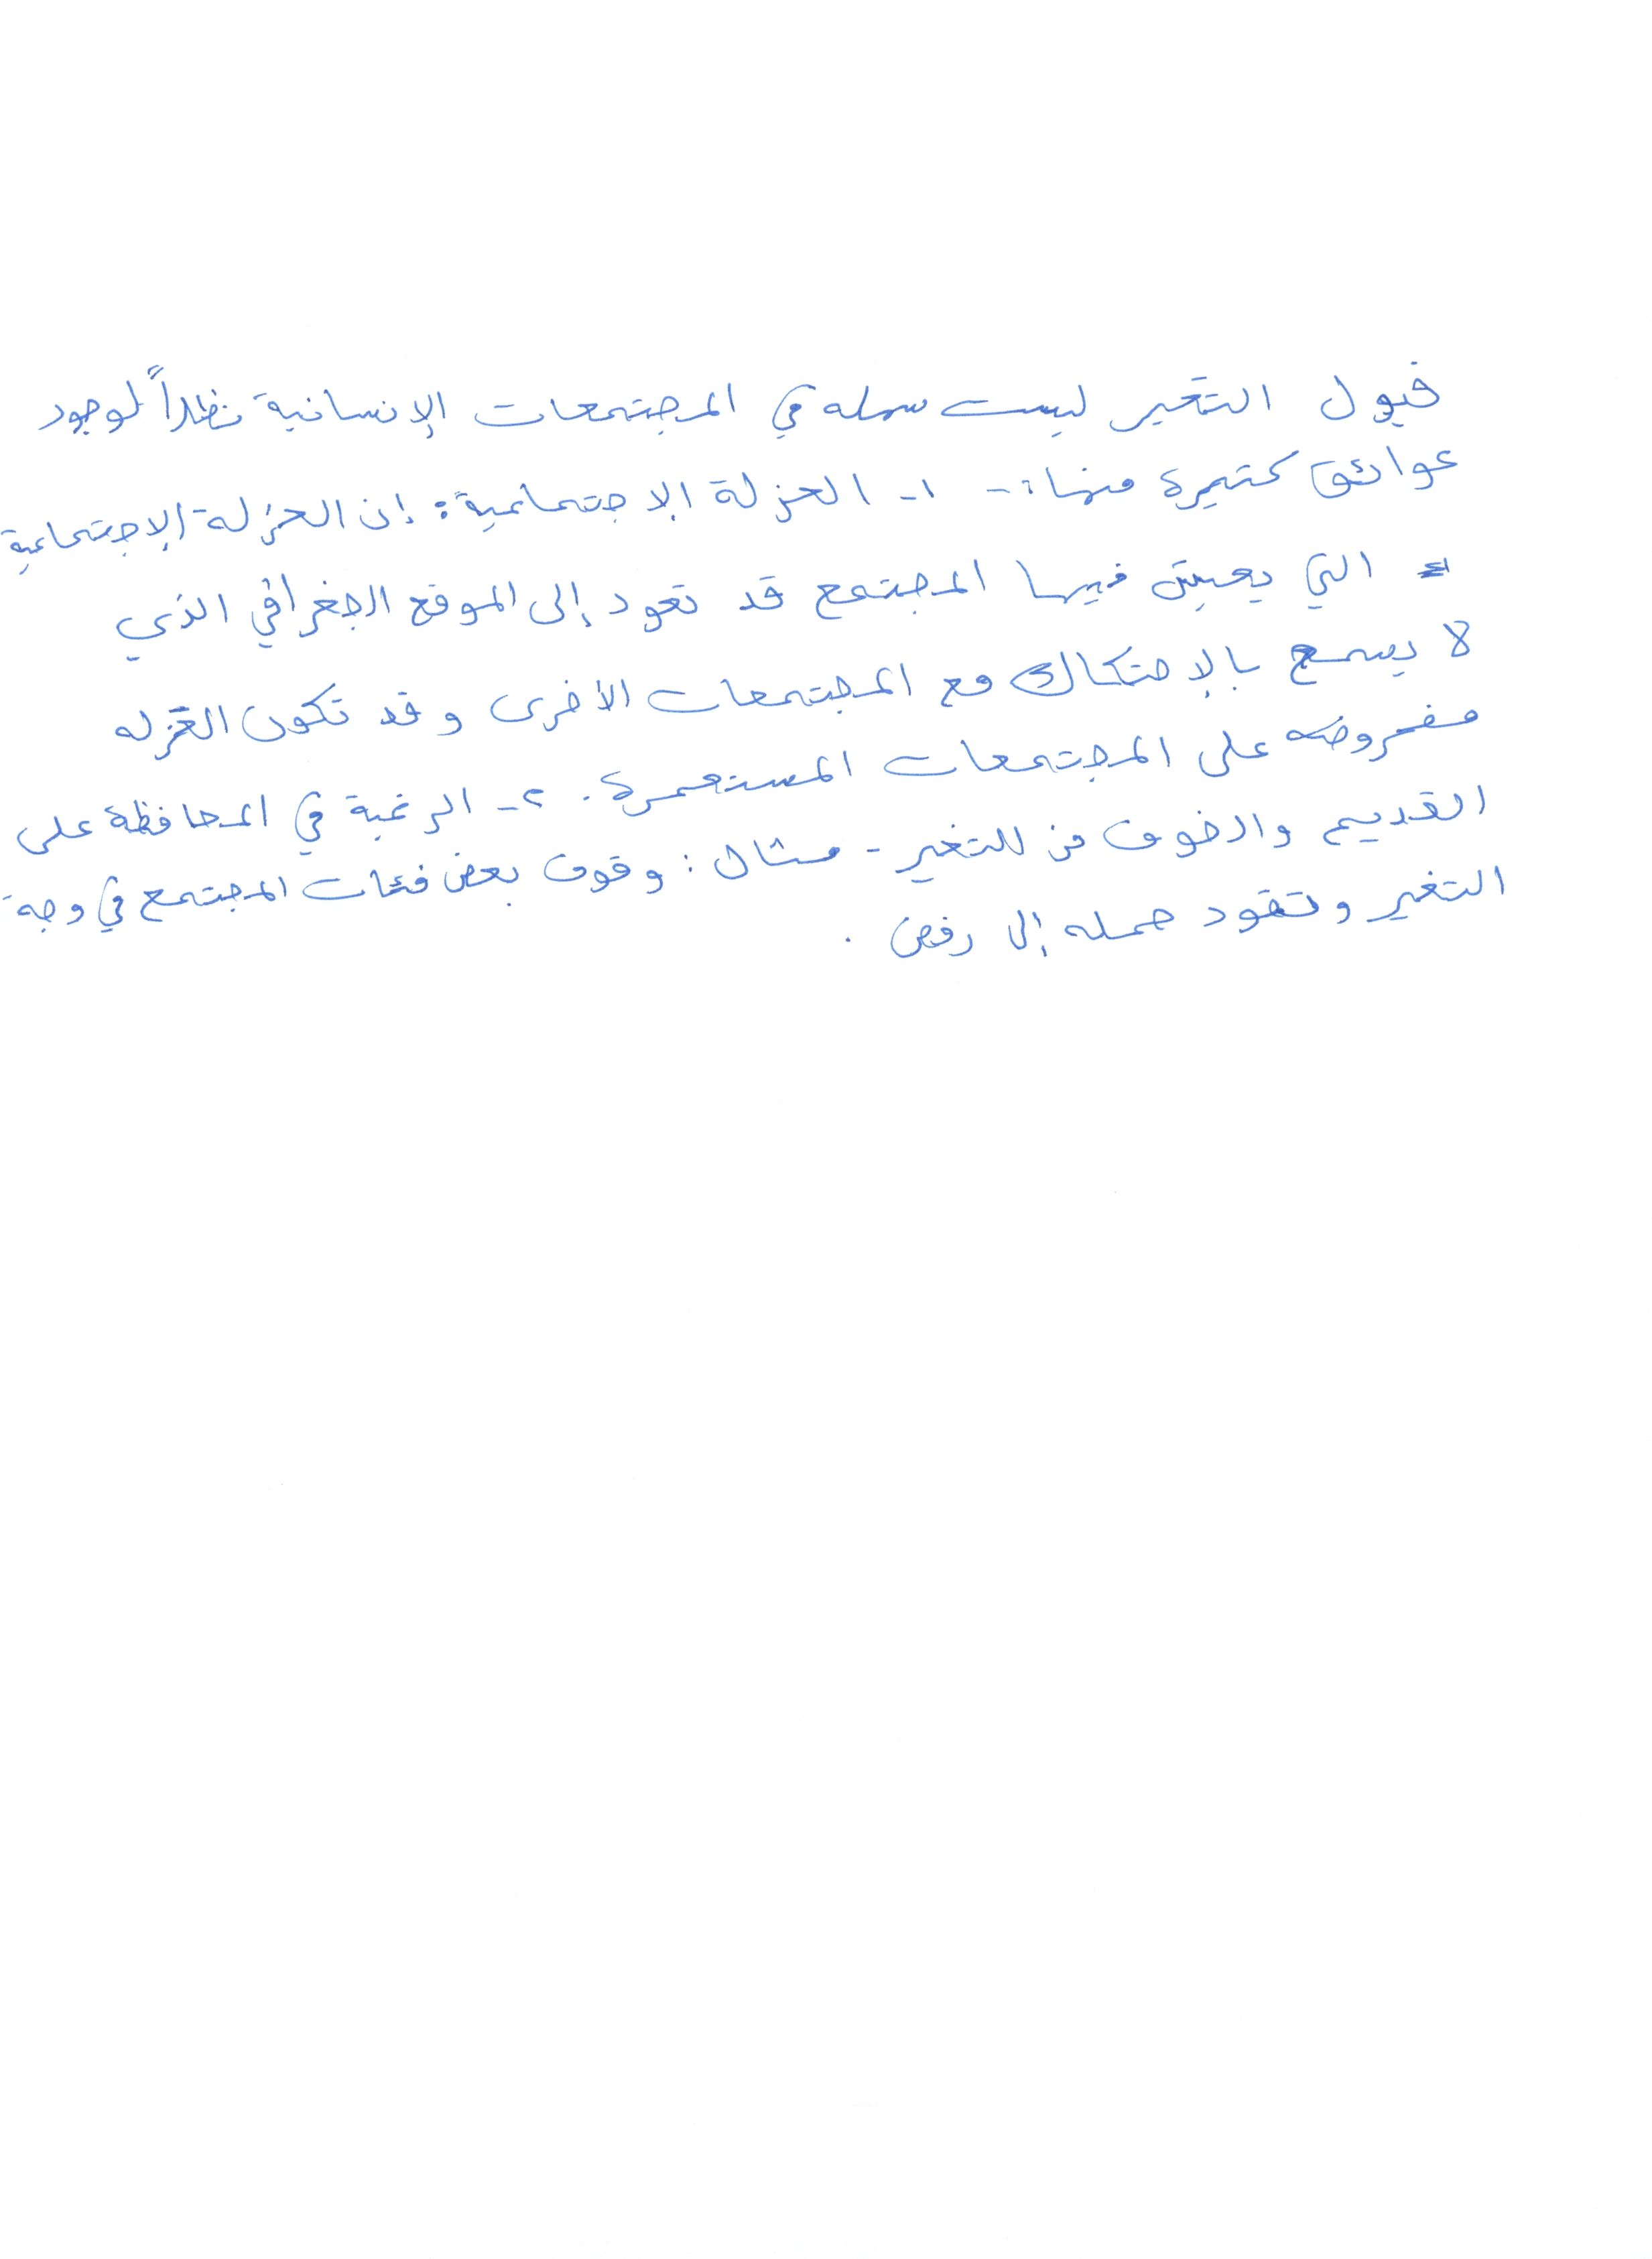 قبول التغير ليست سهله في المجتمعات الإنسانية نظراً لوجود
عوائق كثيرة منها :- ١- العزلة الإجتماعية : إن العزلة الإجتماعية
التي يعيش فيها المجتمع قد تعود إلى الموقع الجغرافي الذي
لا يسمح بالإحتكاك مع المجتمعات الأخرى وقد تكون العزله
مفروضه على المجتمعات المستعمرة . ٢- الرغبة في المحافظة على
القديم والخوف من التغير - مثال : وقوف بعض فئات المجتمع في وجه
التغير وتقود حمله إلى رفض .